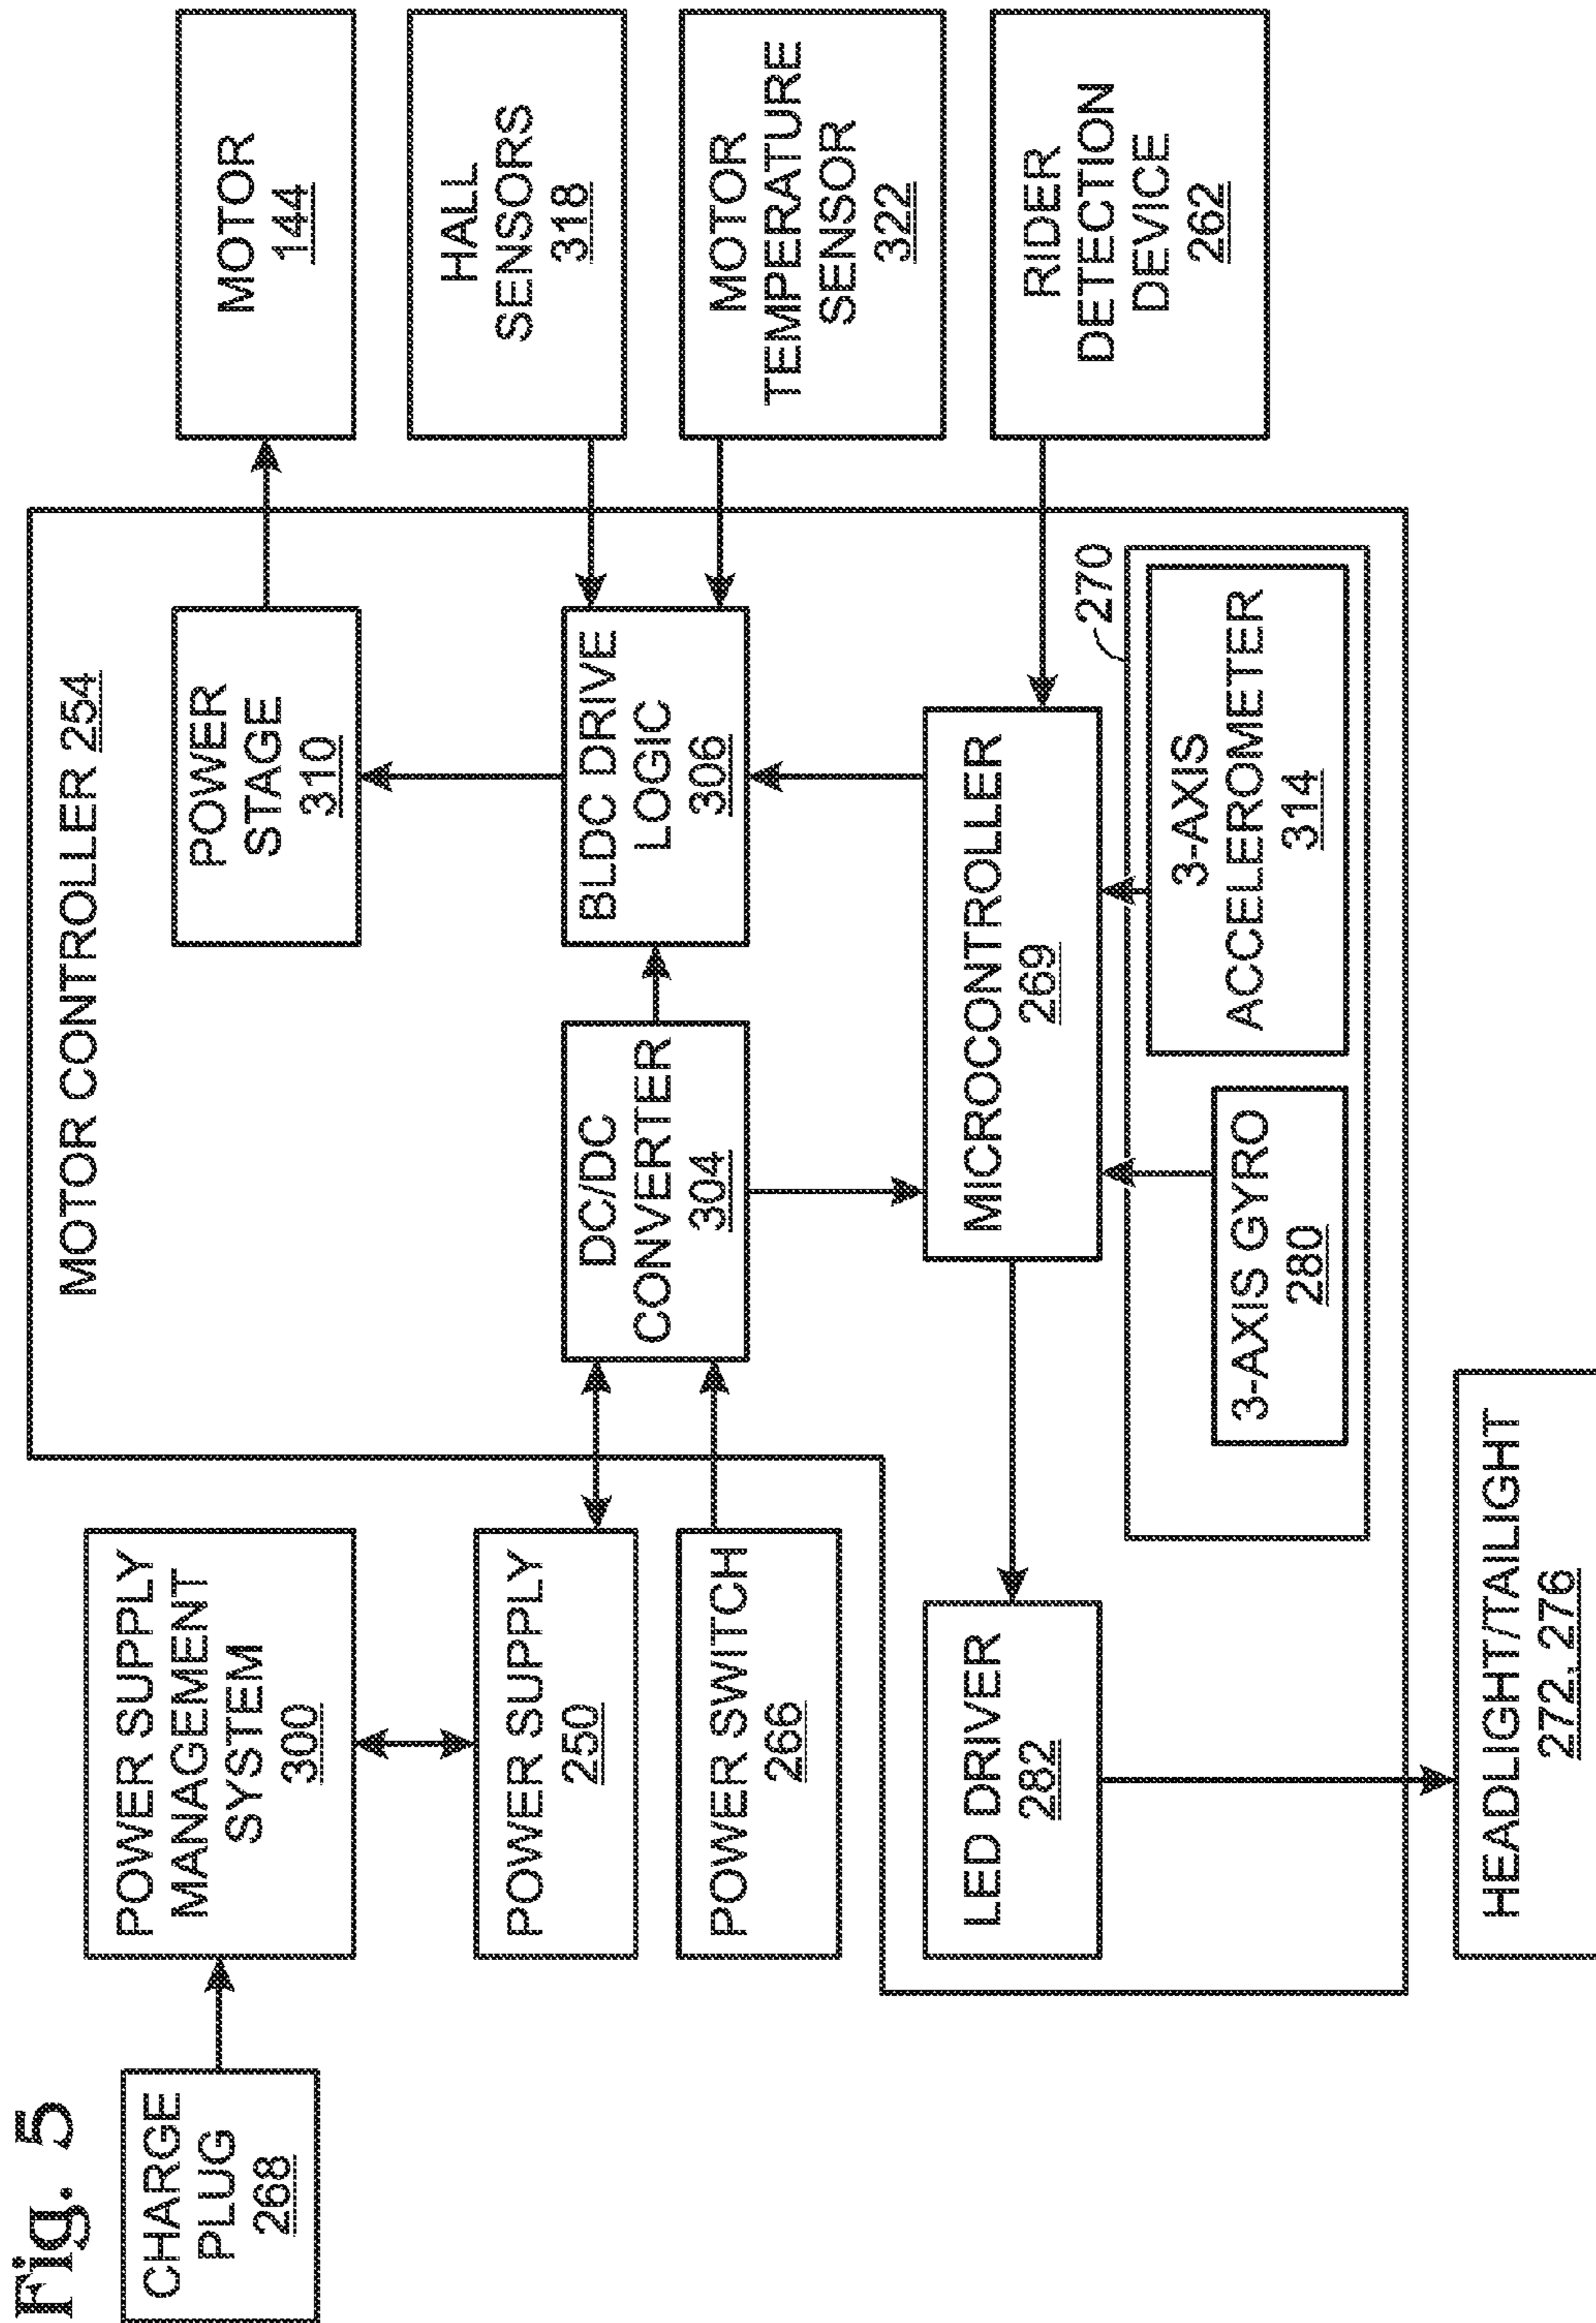 Fig. 5
CHARGE
PLUG
268
POWER SUPPLY
MANAGEMENT
SYSTEM
300
POWER SUPPLY
250
POWER SWITCH
266
MOTOR CONTROLLER 254
POWER
STAGE
310
DC/DC
CONVERTER
304
BLDC DRIVE
LOGIC
306
LED DRIVER
282
MICROCONTROLLER
269
270
3-AXIS GYRO
280
3-AXIS
ACCELEROMETER
314
HEADLIGHT/TAILIGHT
272, 276
MOTOR
144
HALL
SENSORS
318
MOTOR
TEMPERATURE
SENSOR
322
RIDER
DETECTION
DEVICE
262